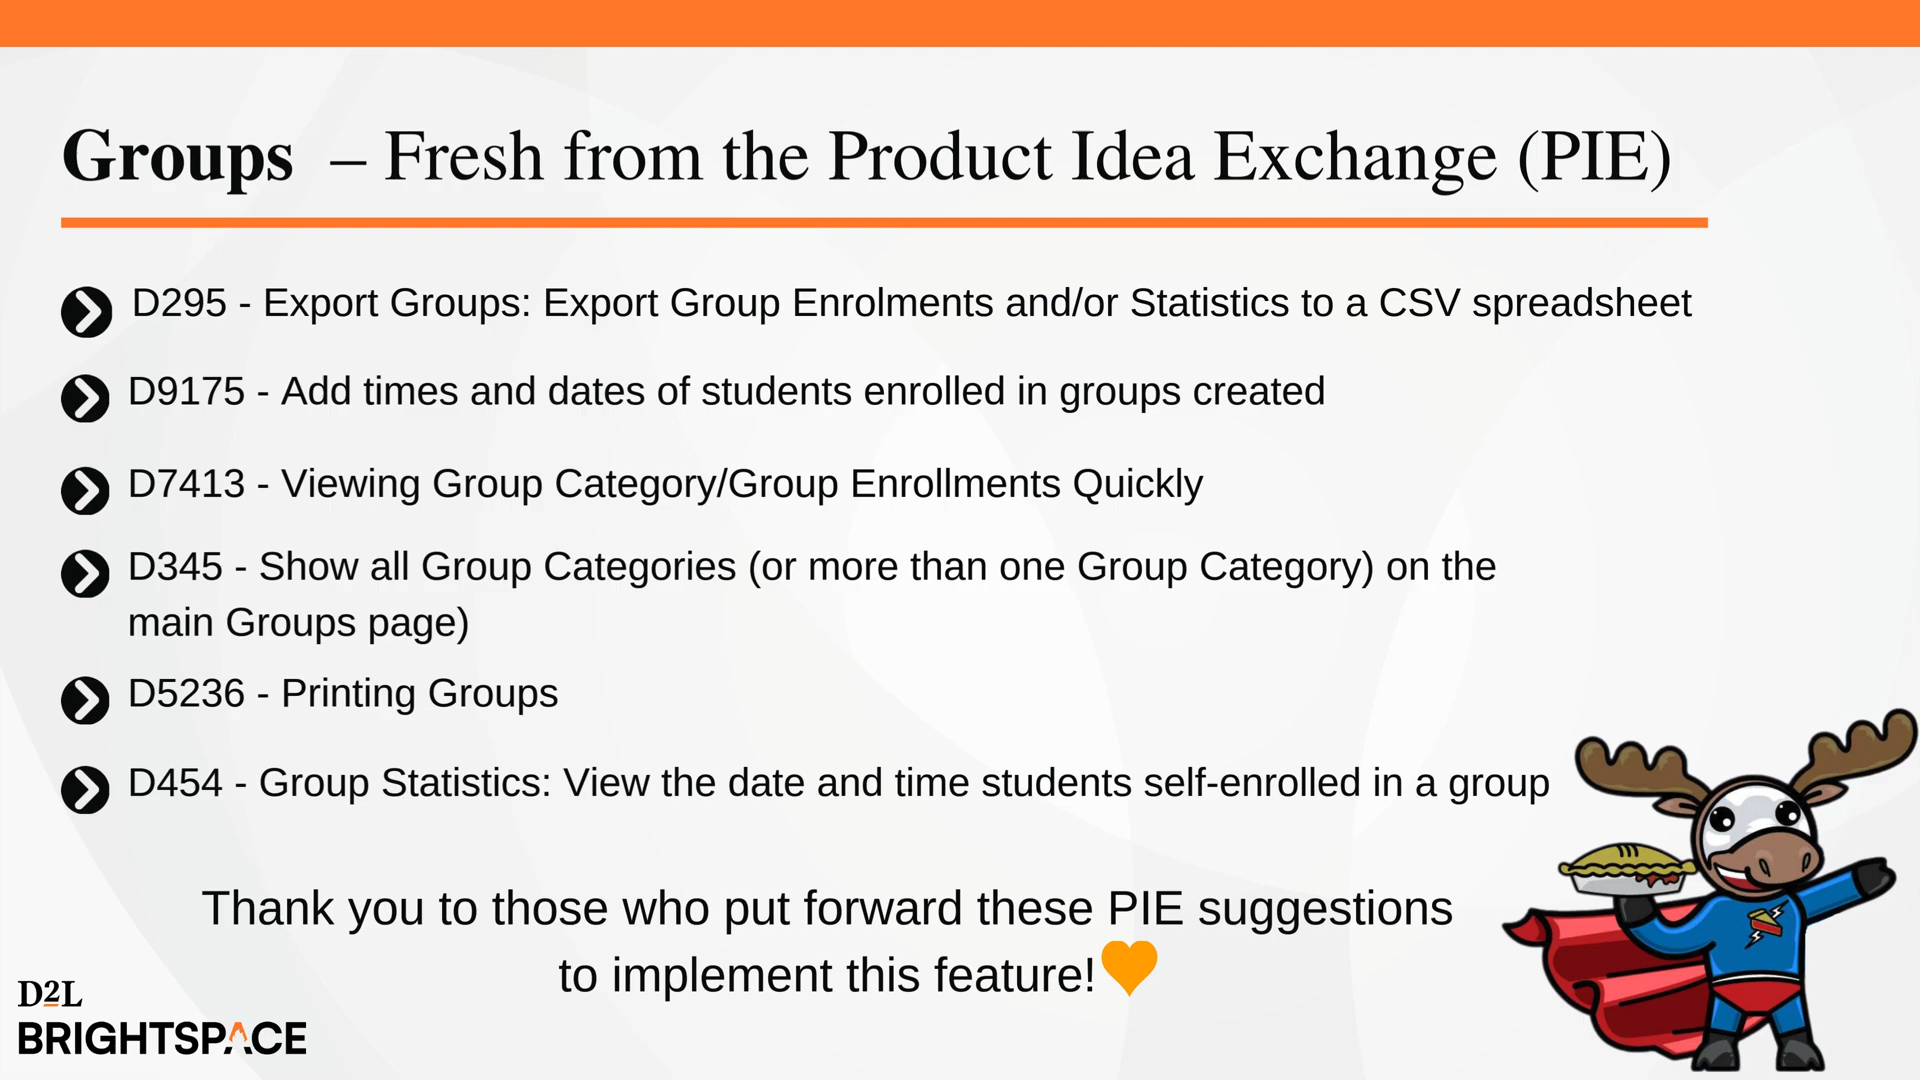 Groups – Fresh from the Product Idea Exchange (PIE)
D295 - Export Groups: Export Group Enrolments and/or Statistics to a CSV spreadsheet
D9175 - Add times and dates of students enrolled in groups created
D7413 - Viewing Group Category/Group Enrollments Quickly
D345 - Show all Group Categories (or more than one Group Category) on the
main Groups page)
D5236 - Printing Groups
D454 - Group Statistics: View the date and time students self-enrolled in a group
Thank you to those who put forward these PIE suggestions
to implement this feature!🧡
D2L
BRIGHTSPACE